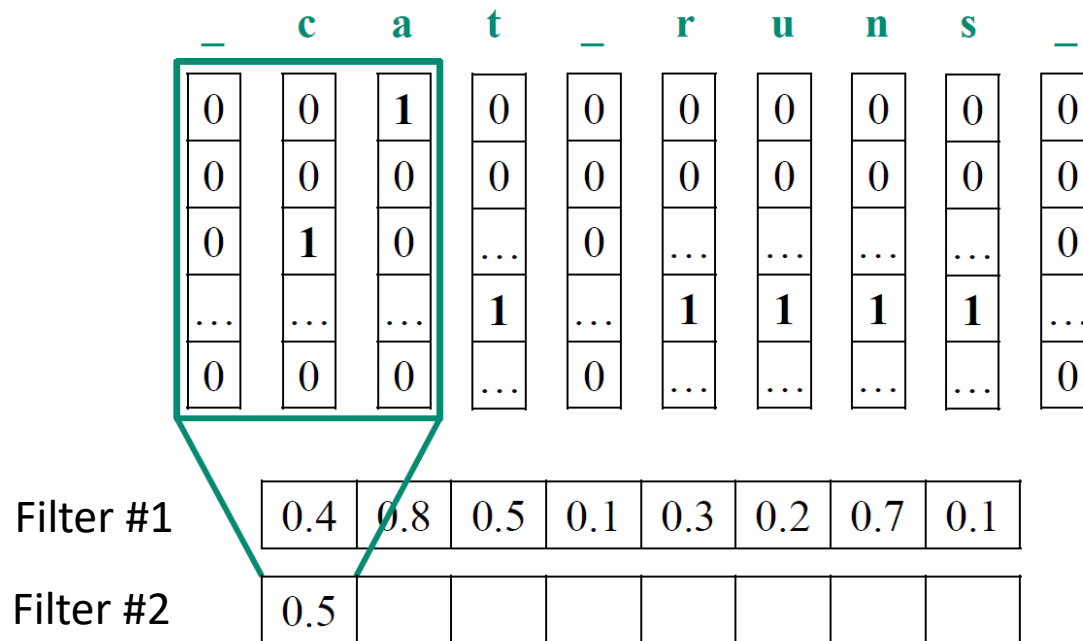 _ c a t _ r u n s _
0 0 1 0 0 0 0 0 0 0
0 0 0 0 0 0 0 0 0 0
0 1 0 ... 0 ... ... ... ... 0
... ... ... 1 ... 1 1 1 1 ...
0 0 0 ... 0 ... ... ... ... 0
Filter #1 0.4 0.8 0.5 0.1 0.3 0.2 0.7 0.1
Filter #2 0.5